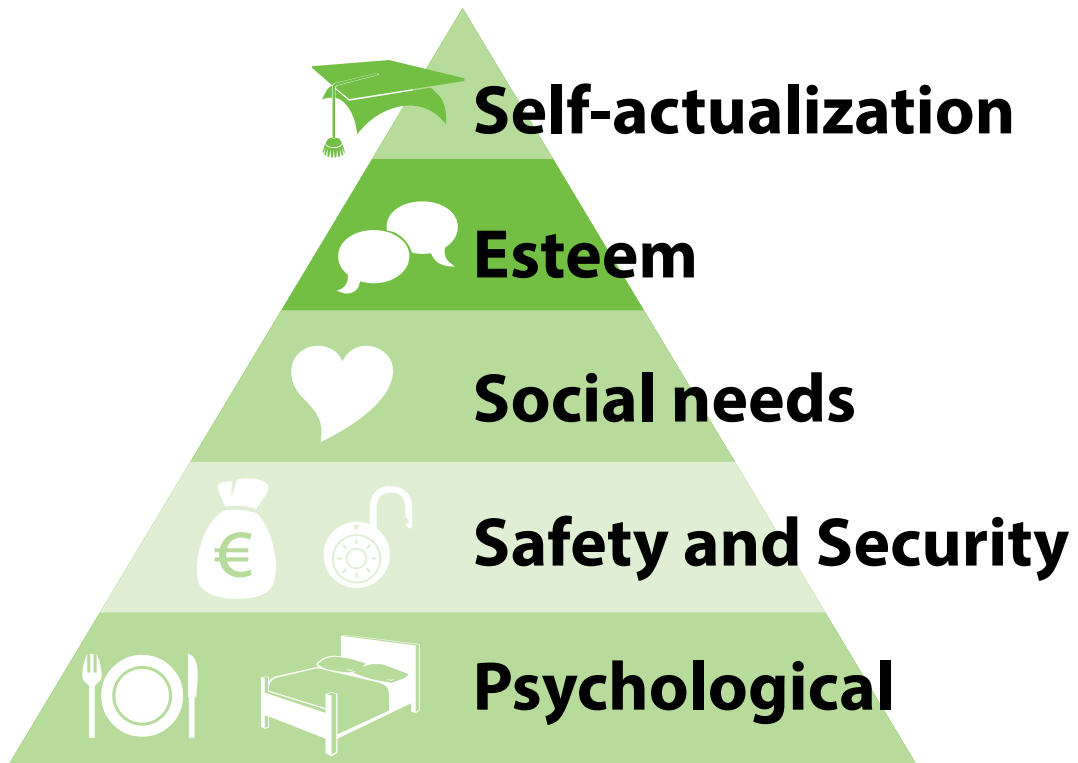 Self-actualization
Esteem
Social needs
€
Safety and Security
Psychological